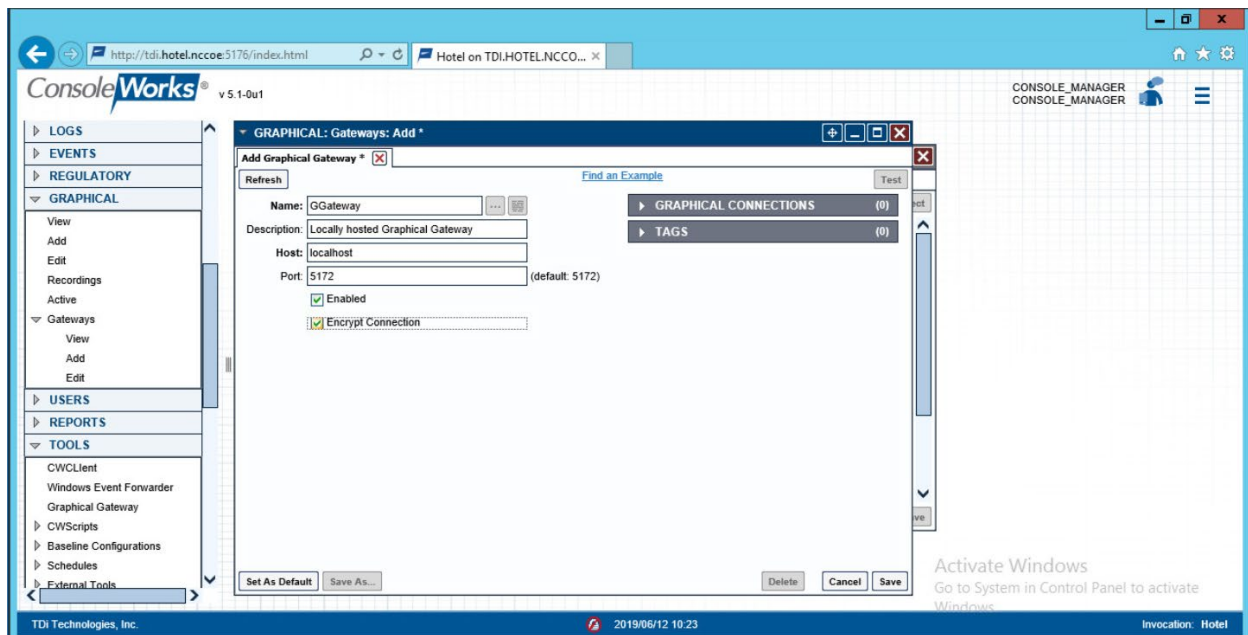 http://tdi.hotel.nccoe:5176/index.html
Hotel on TDI.HOTEL.NCCO...
ConsoleWorks® v 5.1-0u1
CONSOLE_MANAGER
CONSOLE_MANAGER
LOGS
EVENTS
REGULATORY
GRAPHICAL
View
Add
Edit
Recordings
Active
Gateways
View
Add
Edit
USERS
REPORTS
TOOLS
CWCLient
Windows Event Forwarder
Graphical Gateway
CWScripts
Baseline Configurations
Schedules
External Tools
GRAPHICAL: Gateways: Add *
Add Graphical Gateway *
Refresh
Find an Example
Test
Name: GGateway
Description: Locally hosted Graphical Gateway
Host: localhost
Port: 5172 (default: 5172)
Enabled
Encrypt Connection
GRAPHICAL CONNECTIONS (0)
TAGS (0)
Set As Default
Save As...
Delete
Cancel
Save
Activate Windows
Go to System in Control Panel to activate
Windows.
TDi Technologies, Inc.
2019/06/12 10:23
Invocation: Hotel